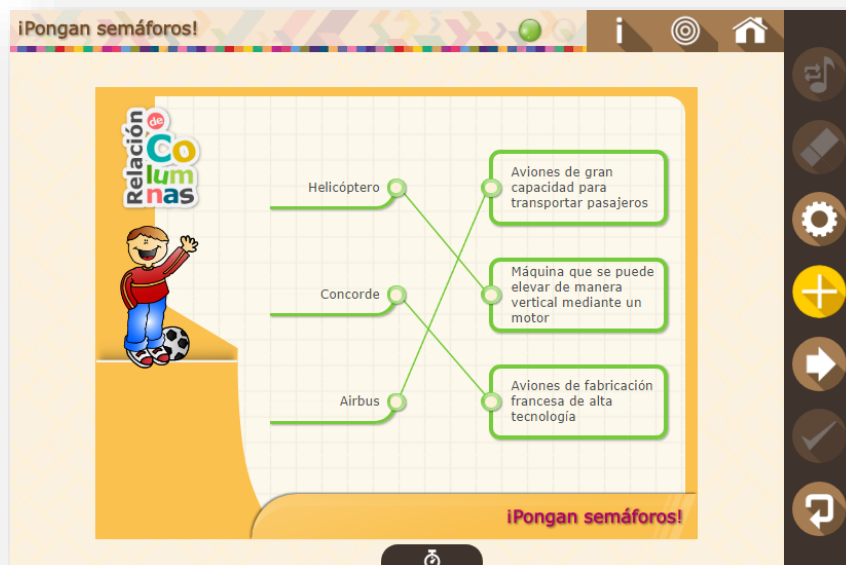 ¡Pongan semáforos!
Relación
de
Co
lum
nas
Helicóptero
Concorde
Airbus
Aviones de gran
capacidad para
transportar pasajeros
Máquina que se puede
elevar de manera
vertical mediante un
motor
Aviones de fabricación
francesa de alta
tecnología
¡Pongan semáforos!